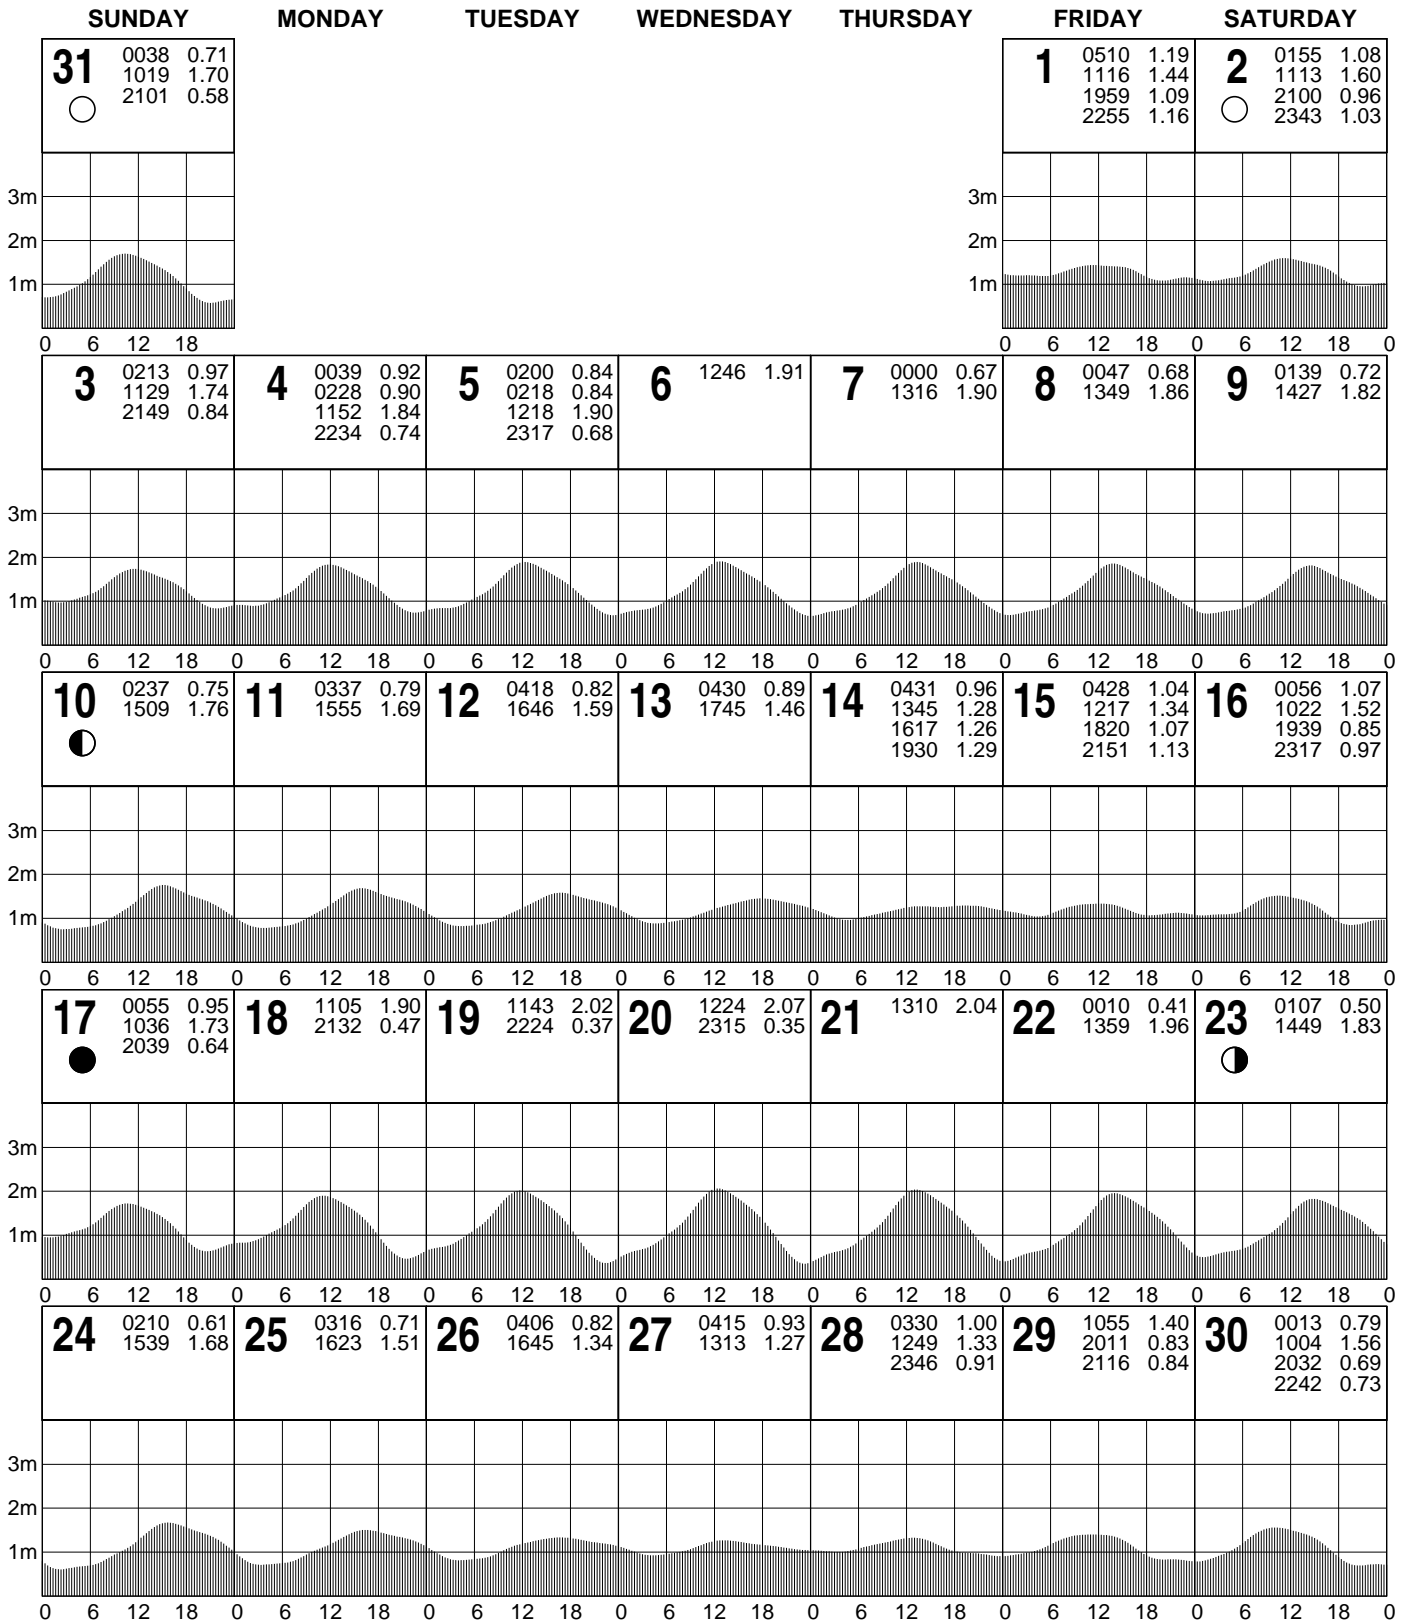 SUNDAY MONDAY TUESDAY WEDNESDAY THURSDAY FRIDAY SATURDAY
31 0038 0.71
1019 1.70
2101 0.58
1 0510 1.19
1116 1.44
1959 1.09
2255 1.16
2 0155 1.08
1113 1.60
2100 0.96
2343 1.03
3m 3m
2m 2m
1m 1m
0 6 12 18 0 6 12 18 0 6 12 18 0
3 0213 0.97
1129 1.74
2149 0.84
4 0039 0.92
0228 0.90
1152 1.84
2234 0.74
5 0200 0.84
0218 0.84
1218 1.90
2317 0.68
6 1246 1.91
7 0000 0.67
1316 1.90
8 0047 0.68
1349 1.86
9 0139 0.72
1427 1.82
3m
2m
1m
0 6 12 18 0 6 12 18 0 6 12 18 0 6 12 18 0 6 12 18 0 6 12 18 0 6 12 18 0
10 0237 0.75
1509 1.76
11 0337 0.79
1555 1.69
12 0418 0.82
1646 1.59
13 0430 0.89
1745 1.46
14 0431 0.96
1345 1.28
1617 1.26
1930 1.29
15 0428 1.04
1217 1.34
1820 1.07
2151 1.13
16 0056 1.07
1022 1.52
1939 0.85
2317 0.97
3m
2m
1m
0 6 12 18 0 6 12 18 0 6 12 18 0 6 12 18 0 6 12 18 0 6 12 18 0 6 12 18 0
17 0055 0.95
1036 1.73
2039 0.64
18 1105 1.90
2132 0.47
19 1143 2.02
2224 0.37
20 1224 2.07
2315 0.35
21 1310 2.04
22 0010 0.41
1359 1.96
23 0107 0.50
1449 1.83
3m
2m
1m
0 6 12 18 0 6 12 18 0 6 12 18 0 6 12 18 0 6 12 18 0 6 12 18 0 6 12 18 0
24 0210 0.61
1539 1.68
25 0316 0.71
1623 1.51
26 0406 0.82
1645 1.34
27 0415 0.93
1313 1.27
28 0330 1.00
1249 1.33
2346 0.91
29 1055 1.40
2011 0.83
2116 0.84
30 0013 0.79
1004 1.56
2032 0.69
2242 0.73
3m
2m
1m
0 6 12 18 0 6 12 18 0 6 12 18 0 6 12 18 0 6 12 18 0 6 12 18 0 6 12 18 0